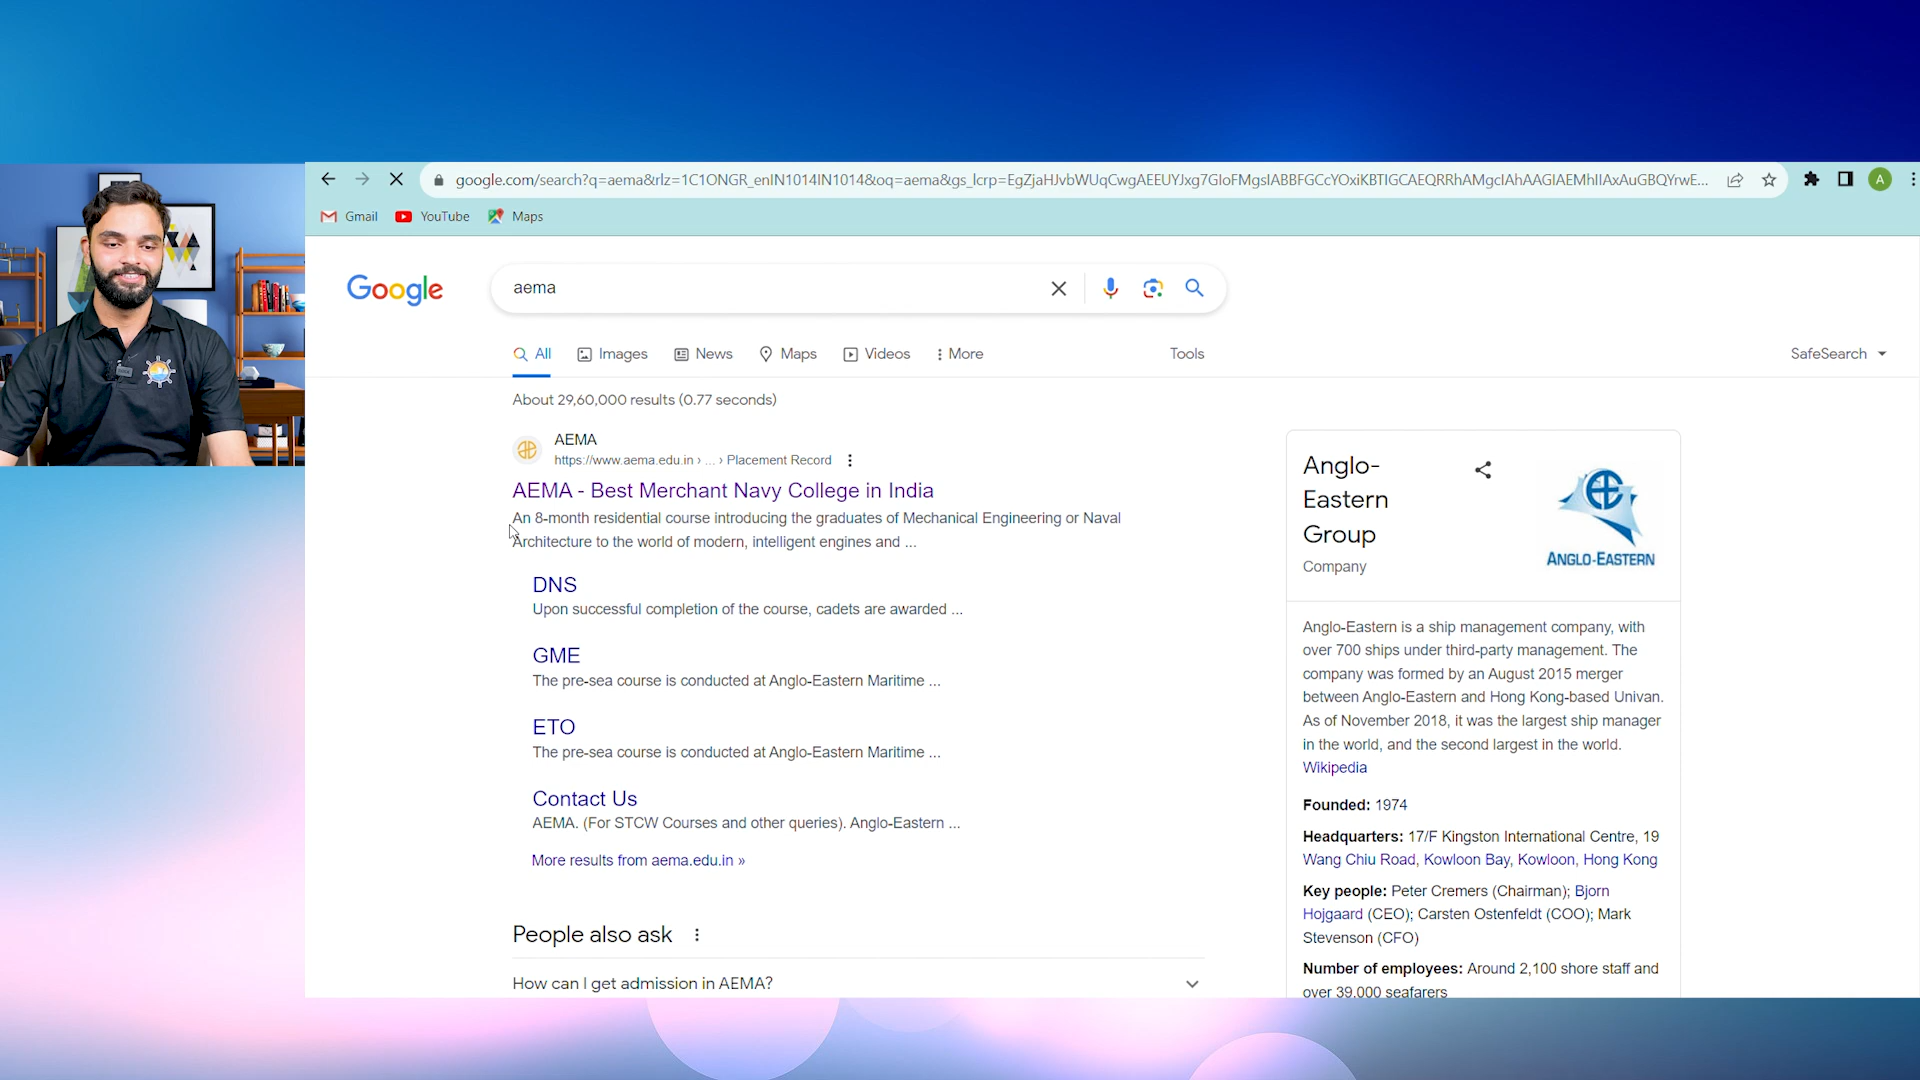 google.com/search?q=aema&rlz=1C1ONGR_enIN1014IN1014&oq=aema&gs_lcrp=
A
Gmail
YouTube
Maps
Google
aema
All
Images
News
Maps
Videos
More
Tools
SafeSearch
About 29,60,000 results (0.77 seconds)
AEMA
https://www.aema.edu.in › ... › Placement Record
AEMA - Best Merchant Navy College in India
An 8-month residential course introducing the graduates of Mechanical Engineering or Naval
Architecture to the world of modern, intelligent engines and ...
DNS
Upon successful completion of the course, cadets are awarded ...
GME
The pre-sea course is conducted at Anglo-Eastern Maritime ...
ETO
The pre-sea course is conducted at Anglo-Eastern Maritime ...
Contact Us
AEMA. (For STCW Courses and other queries). Anglo-Eastern ...
More results from aema.edu.in »
People also ask
How can I get admission in AEMA?
Anglo-
Eastern
Group
Company
ANGLO-EASTERN
Anglo-Eastern is a ship management company, with
over 700 ships under third-party management. The
company was formed by an August 2015 merger
between Anglo-Eastern and Hong Kong-based Univan.
As of November 2018, it was the largest ship manager
in the world, and the second largest in the world.
Wikipedia
Founded: 1974
Headquarters: 17/F Kingston International Centre, 19
Wang Chiu Road, Kowloon Bay, Kowloon, Hong Kong
Key people: Peter Cremers (Chairman); Bjorn
Hojgaard (CEO); Carsten Ostenfeldt (COO); Mark
Stevenson (CFO)
Number of employees: Around 2,100 shore staff and
over 39,000 seafarers